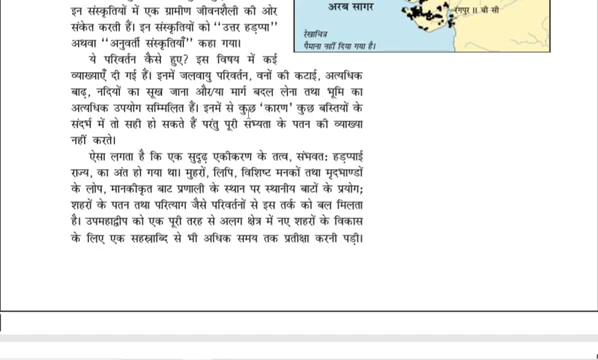 इन संस्कृतियों में एक ग्रामीण जीवनशैली की ओर
संकेत करती हैं। इन संस्कृतियों को "उत्तर हड़प्पा"
अथवा "अनुवर्ती संस्कृतियाँ" कहा गया।
ये परिवर्तन कैसे हुए? इस विषय में कई
व्याख्याएँ दी गई हैं। इनमें जलवायु परिवर्तन, वनों की कटाई, अत्यधिक
बाढ़, नदियों का सूख जाना और/या मार्ग बदल लेना तथा भूमि का
अत्यधिक उपयोग सम्मिलित हैं। इनमें से कुछ 'कारण' कुछ बस्तियों के
संदर्भ में तो सही हो सकते हैं परंतु पूरी सभ्यता के पतन की व्याख्या
नहीं करते।
ऐसा लगता है कि एक सुदृढ़ एकीकरण के तत्व, संभवत: हड़प्पाई
राज्य, का अंत हो गया था। मुहरों, लिपि, विशिष्ट मनकों तथा मृदभाण्डों
के लोप, मानकीकृत बाट प्रणाली के स्थान पर स्थानीय बाटों के प्रयोग;
शहरों के पतन तथा परित्याग जैसे परिवर्तनों से इस तर्क को बल मिलता
है। उपमहाद्वीप को एक पूरी तरह से अलग क्षेत्र में नए शहरों के विकास
के लिए एक सहस्राब्दि से भी अधिक समय तक प्रतीक्षा करनी पड़ी।
अरब सागर
रंगपुर II बी सी
रेखाचित्र
पैमाना नहीं दिया गया है।